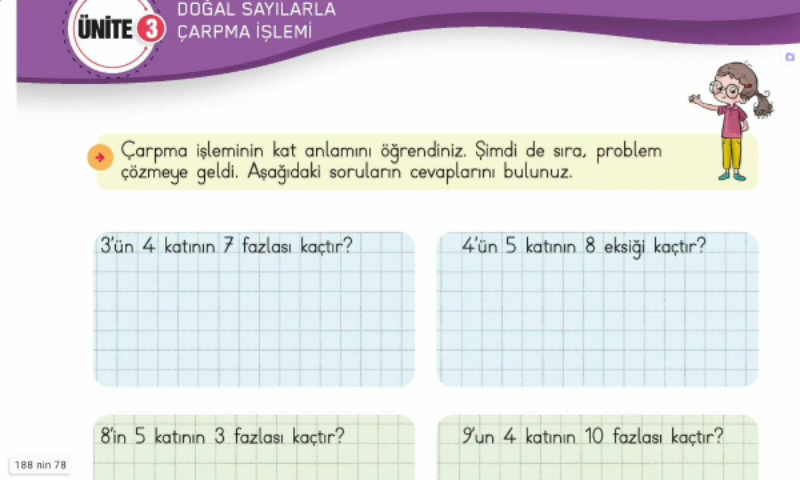 DOĞAL SAYILARLA
ÜNİTE 3 ÇARPMA İŞLEMİ
Çarpma işleminin kat anlamını öğrendiniz. Şimdi de sıra, problem
çözmeye geldi. Aşağıdaki soruların cevaplarını bulunuz.
3'ün 4 katının 7 fazlası kaçtır?
4'ün 5 katının 8 eksiği kaçtır?
8'in 5 katının 3 fazlası kaçtır?
9'un 4 katının 10 fazlası kaçtır?
188 nin 78